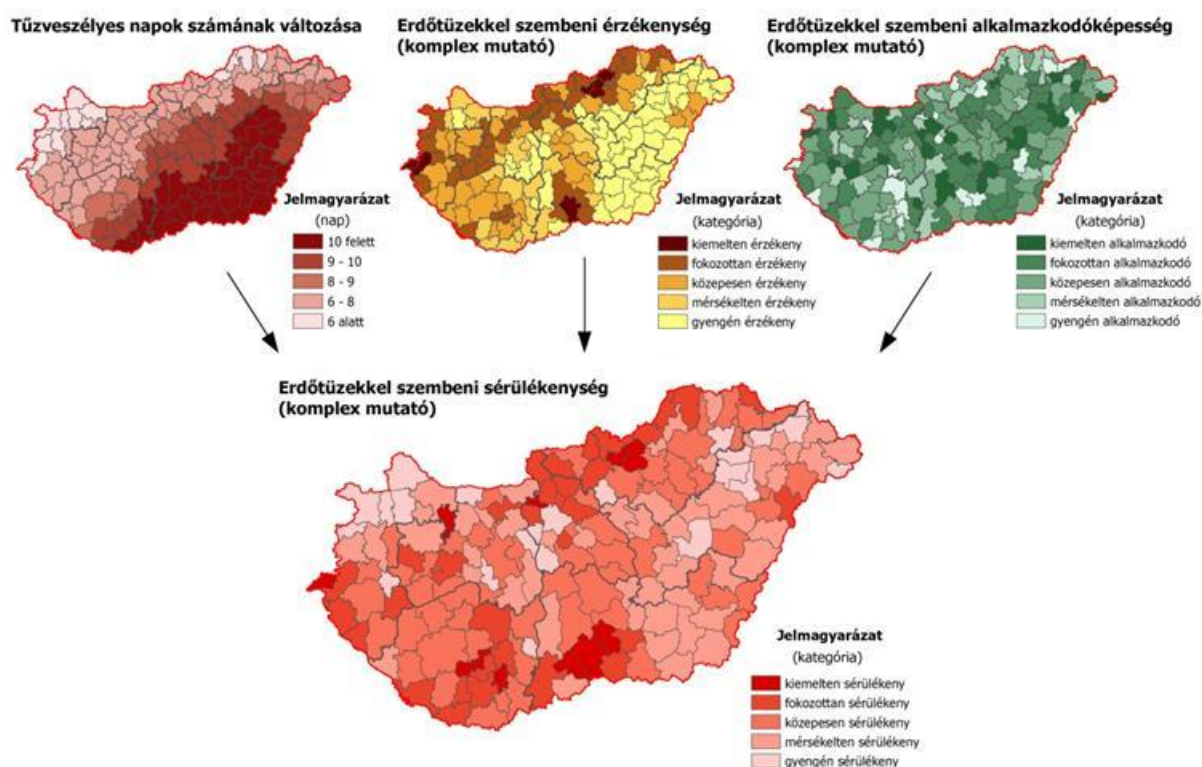 Tűzveszélyes napok számának változása
Jelmagyarázat
(nap)
10 felett
9 - 10
8 - 9
6 - 8
6 alatt
Erdőtüzekkel szembeni érzékenység
(komplex mutató)
Jelmagyarázat
(kategória)
kiemelten érzékeny
fokozottan érzékeny
közepesen érzékeny
mérsékelten érzékeny
gyengén érzékeny
Erdőtüzekkel szembeni alkalmazkodóképesség
(komplex mutató)
Jelmagyarázat
(kategória)
kiemelten alkalmazkodó
fokozottan alkalmazkodó
közepesen alkalmazkodó
mérsékelten alkalmazkodó
gyengén alkalmazkodó
Erdőtüzekkel szembeni sérülékenység
(komplex mutató)
Jelmagyarázat
(kategória)
kiemelten sérülékeny
fokozottan sérülékeny
közepesen sérülékeny
mérsékelten sérülékeny
gyengén sérülékeny